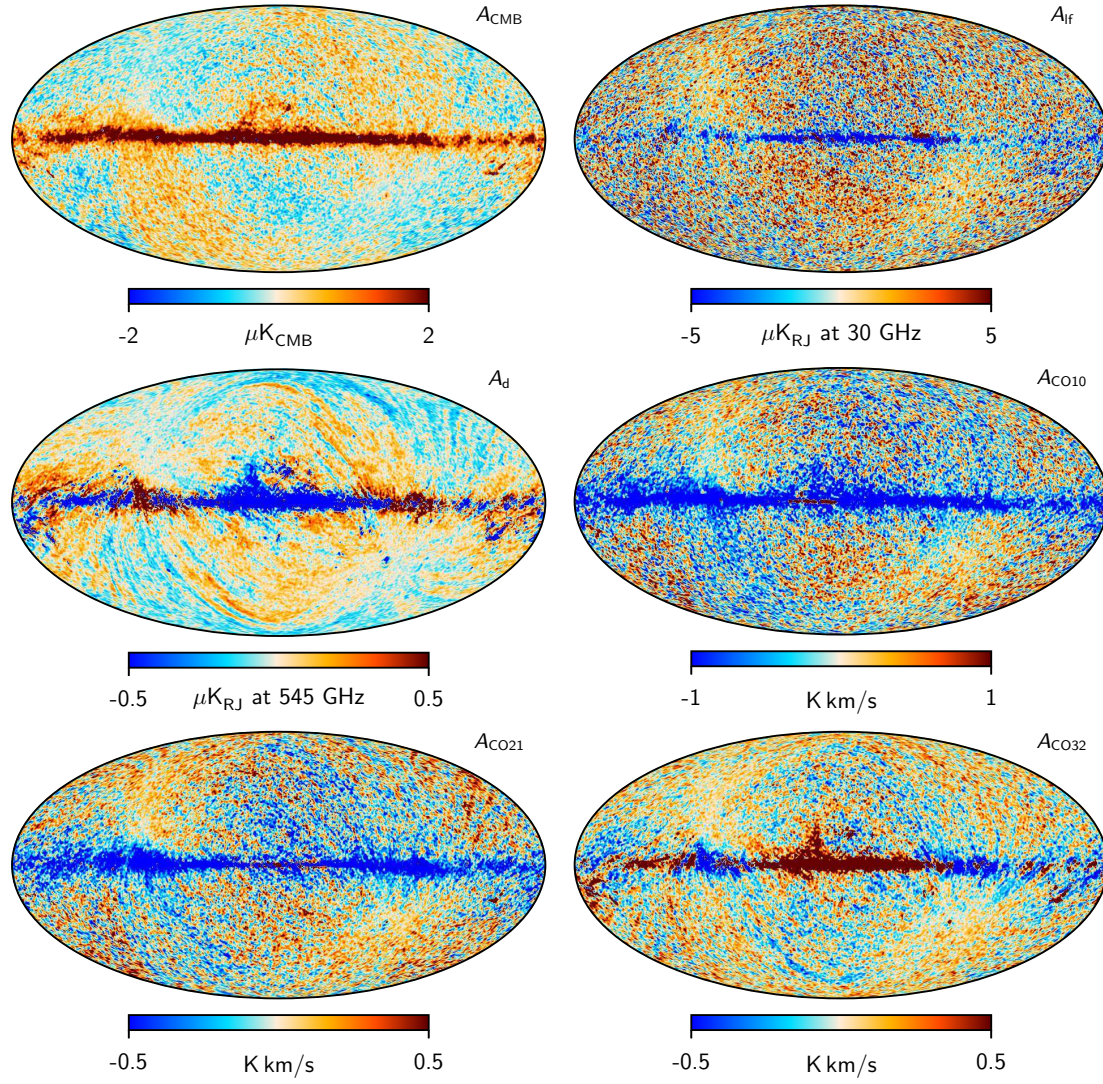 A_CMB A_lf
-2 μK_CMB 2 -5 μK_RJ at 30 GHz 5
A_d A_CO10
-0.5 μK_RJ at 545 GHz 0.5 -1 K km/s 1
A_CO21 A_CO32
-0.5 K km/s 0.5 -0.5 K km/s 0.5